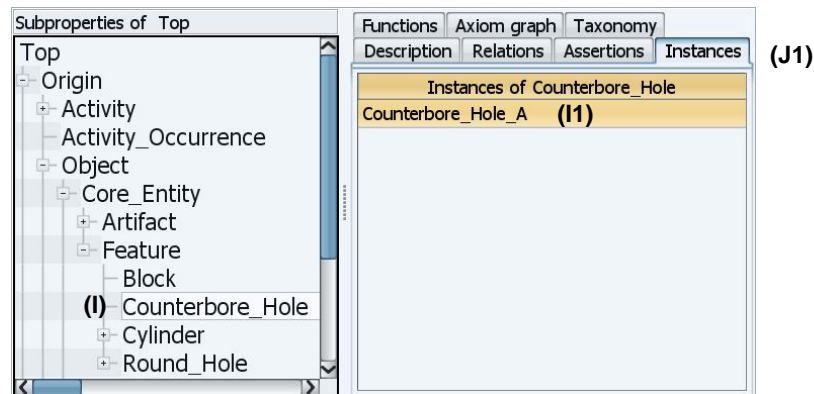 Subproperties of Top
Top
Origin
Activity
Activity_Occurrence
Object
Core_Entity
Artifact
Feature
Block
(I) Counterbore_Hole
Cylinder
Round_Hole
Functions Axiom graph Taxonomy
Description Relations Assertions Instances (J1)
Instances of Counterbore_Hole
Counterbore_Hole_A (I1)